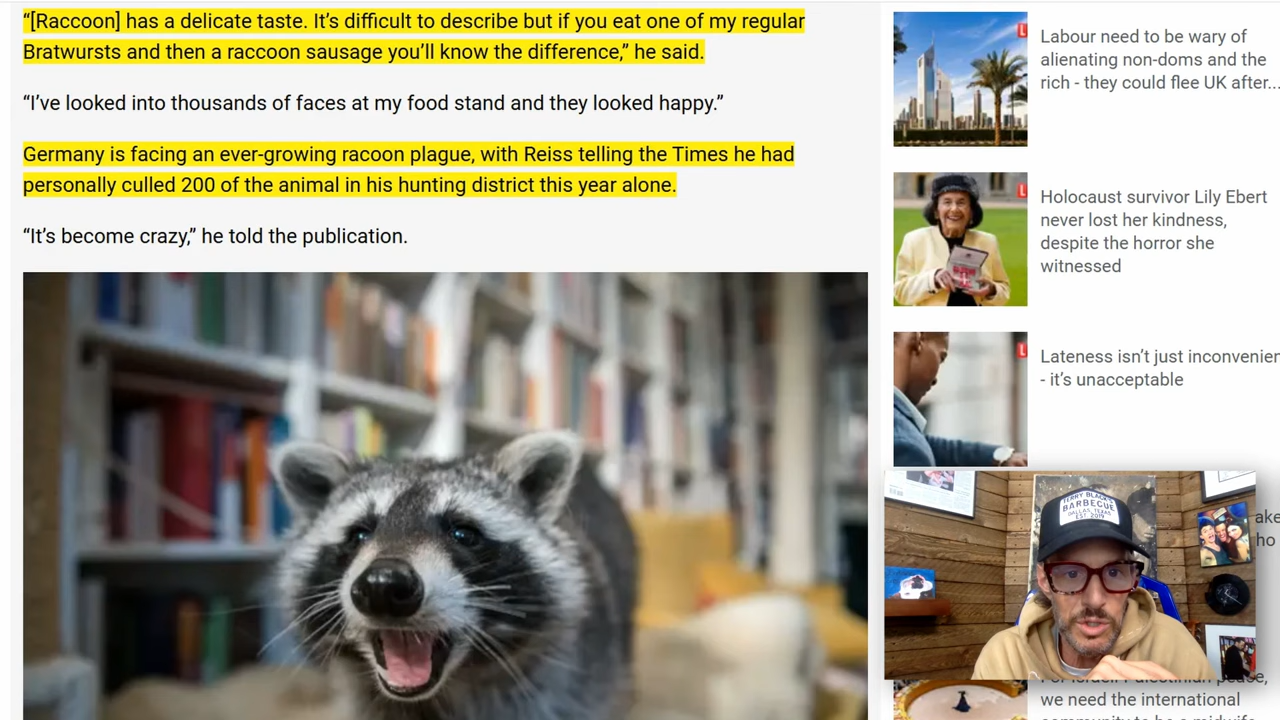 “[Raccoon] has a delicate taste. It’s difficult to describe but if you eat one of my regular
Bratwursts and then a raccoon sausage you’ll know the difference,” he said.
“I’ve looked into thousands of faces at my food stand and they looked happy.”
Germany is facing an ever-growing racoon plague, with Reiss telling the Times he had
personally culled 200 of the animal in his hunting district this year alone.
“It’s become crazy,” he told the publication.
Labour need to be wary of
alienating non-doms and the
rich - they could flee UK after...
Holocaust survivor Lily Ebert
never lost her kindness,
despite the horror she
witnessed
Lateness isn’t just inconvenien
- it’s unacceptable
TERRY BLACK'S
BARBECUE
DALLAS, TEXAS
EST. 2019
we need the international